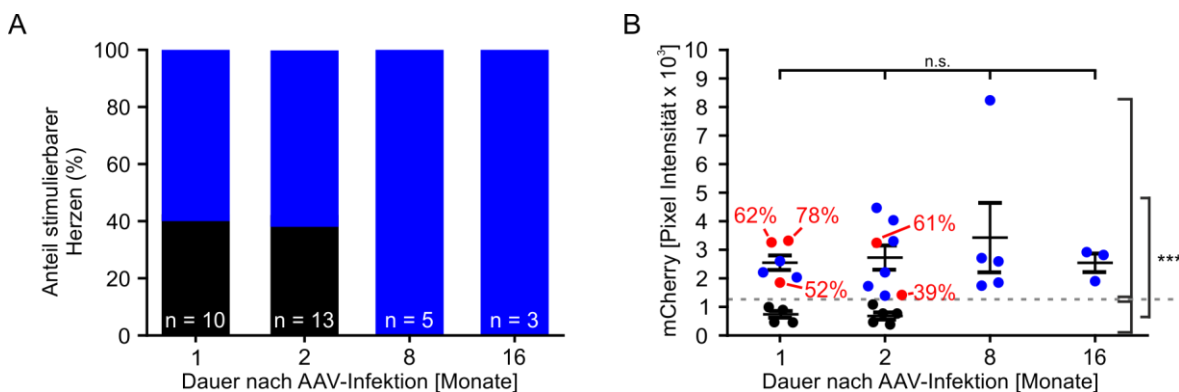 A
Anteil stimulierbarer
Herzen (%)
100
80
60
40
20
0
n = 10
n = 13
n = 5
n = 3
1
2
8
16
Dauer nach AAV-Infektion [Monate]
B
mCherry [Pixel Intensität x 10³]
10
9
8
7
6
5
4
3
2
1
0
n.s.
62%
78%
52%
61%
39%
***
1
2
8
16
Dauer nach AAV-Infektion [Monate]